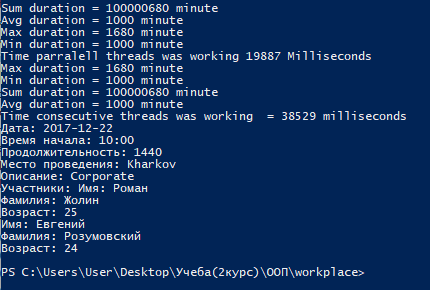 Sum duration = 100000680 minute
Avg duration = 1000 minute
Max duration = 1680 minute
Min duration = 1000 minute
Time parralell threads was working 19887 Milliseconds
Max duration = 1680 minute
Min duration = 1000 minute
Sum duration = 100000680 minute
Avg duration = 1000 minute
Time consecutive threads was working  = 38529 milliseconds
Дата: 2017-12-22
Время начала: 10:00
Продолжительность: 1440
Место проведения: Kharkov
Описание: Corporate
Участники: Имя: Роман
Фамилия: Жолин
Возраст: 25
Имя: Евгений
Фамилия: Розумовский
Возраст: 24
PS C:\Users\User\Desktop\Учеба(2курс)\ООП\workplace>